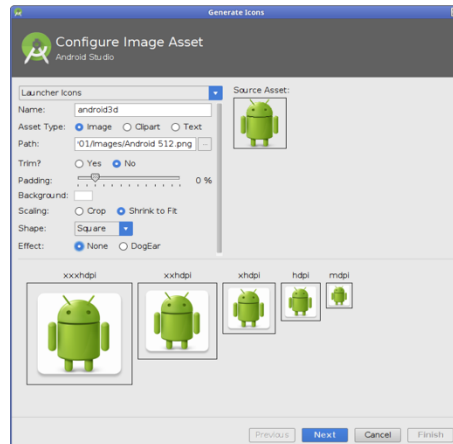 Generate Icons
Configure Image Asset
Android Studio
Launcher Icons
Source Asset:
Name: android3d
Asset Type: Image Clipart Text
Path: 01/Images/Android 512.png ...
Trim? Yes No
Padding: 0 %
Background:
Scaling: Crop Shrink to Fit
Shape: Square
Effect: None DogEar
xxxhdpi xxhdpi xhdpi hdpi mdpi
Previous Next Cancel Finish